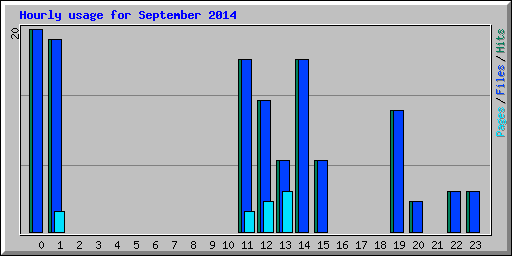 Hourly usage for September 2014
20
Pages/Files/Hits
0 1 2 3 4 5 6 7 8 9 10 11 12 13 14 15 16 17 18 19 20 21 22 23